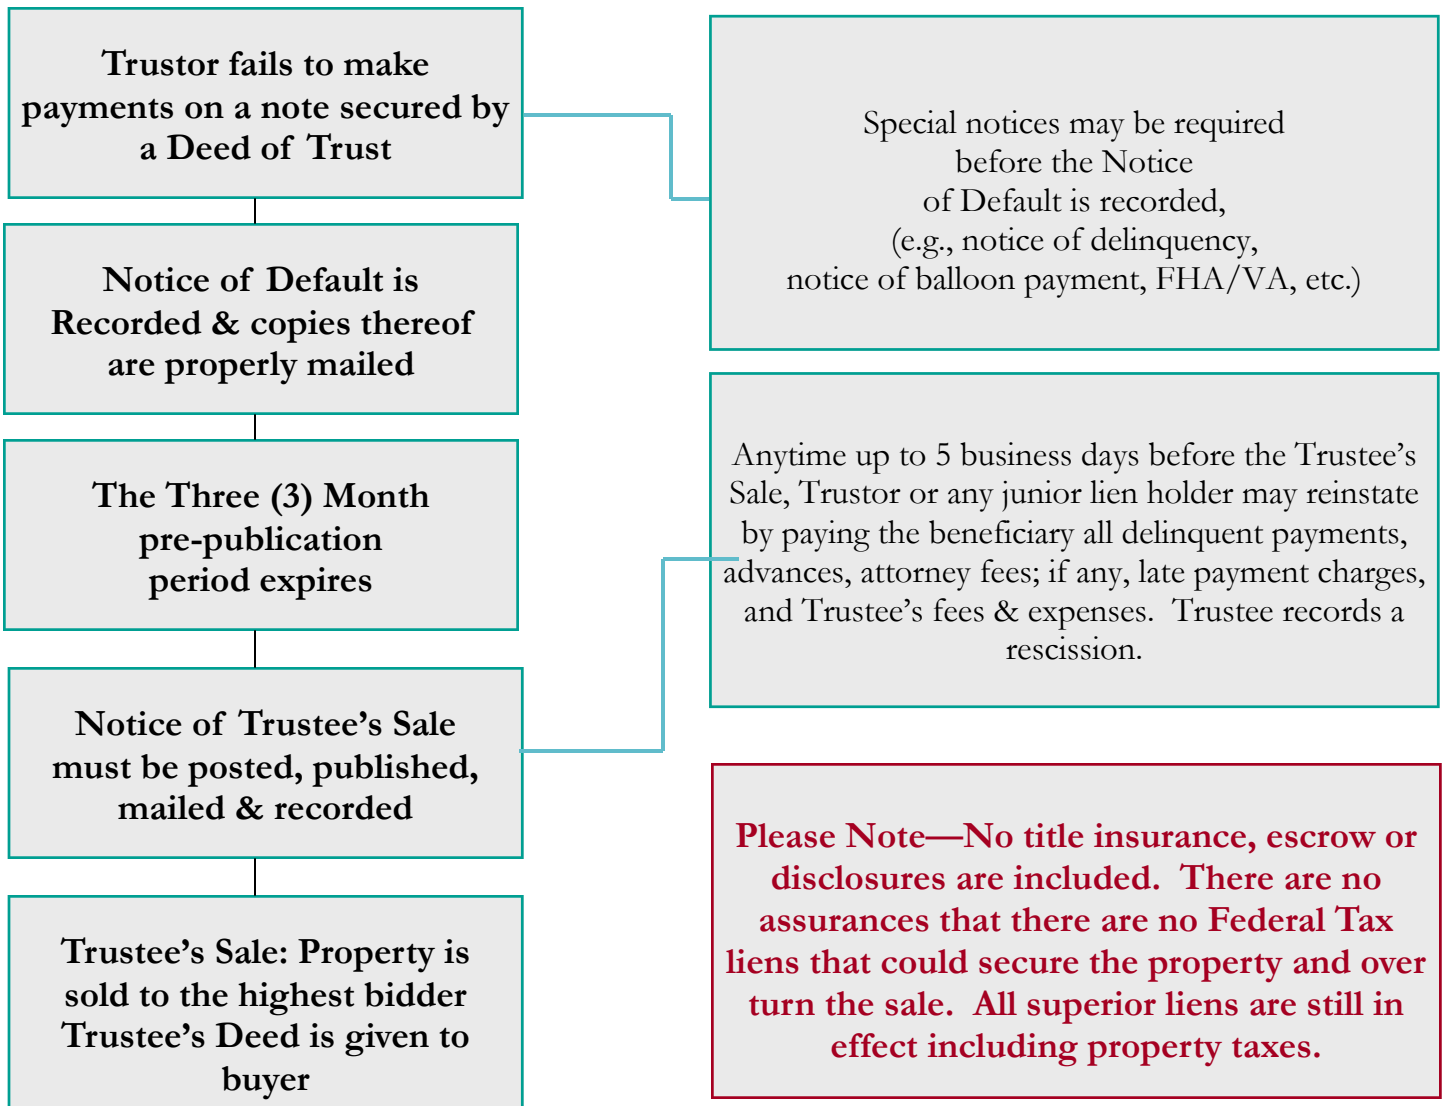 Trustor fails to make
payments on a note secured by
a Deed of Trust
Special notices may be required
before the Notice
of Default is recorded,
(e.g., notice of delinquency,
notice of balloon payment, FHA/VA, etc.)
Notice of Default is
Recorded & copies thereof
are properly mailed
The Three (3) Month
pre-publication
period expires
Anytime up to 5 business days before the Trustee’s
Sale, Trustor or any junior lien holder may reinstate
by paying the beneficiary all delinquent payments,
advances, attorney fees; if any, late payment charges,
and Trustee’s fees & expenses. Trustee records a
rescission.
Notice of Trustee’s Sale
must be posted, published,
mailed & recorded
Please Note—No title insurance, escrow or
disclosures are included. There are no
assurances that there are no Federal Tax
liens that could secure the property and over
turn the sale. All superior liens are still in
effect including property taxes.
Trustee’s Sale: Property is
sold to the highest bidder
Trustee’s Deed is given to
buyer